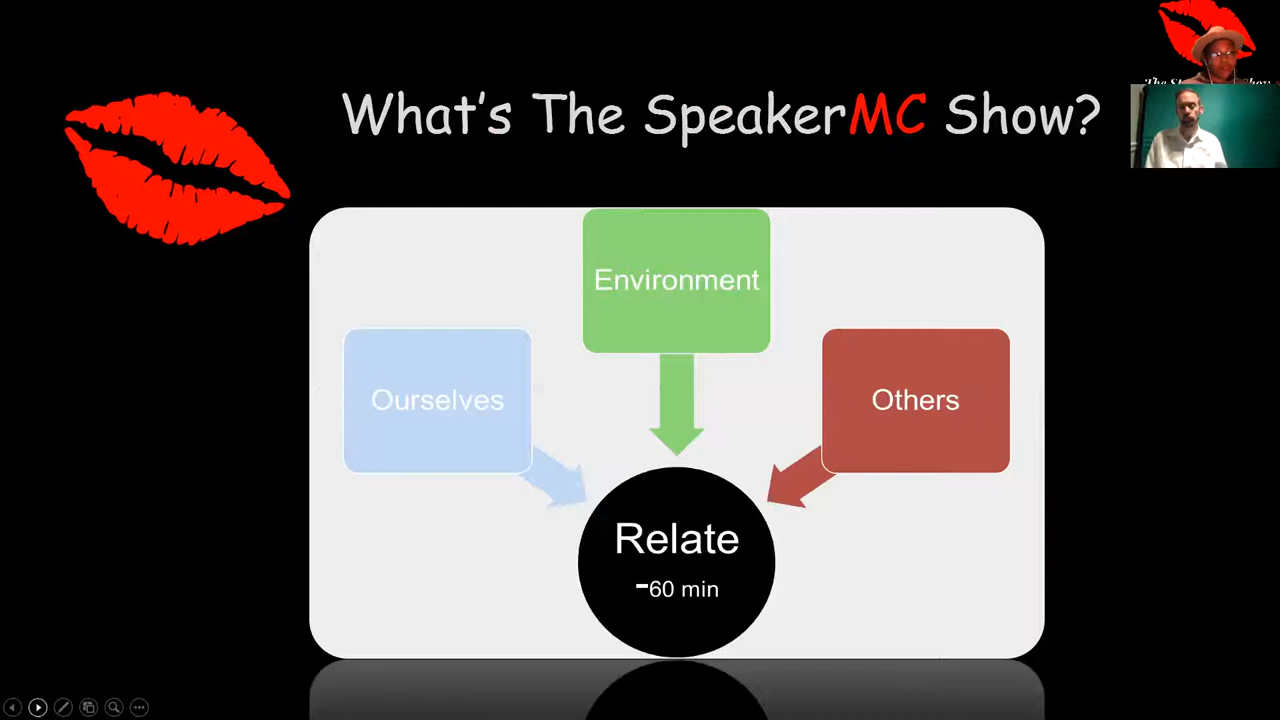 What's The SpeakerMC Show?
Environment
Ourselves
Others
Relate
-60 min